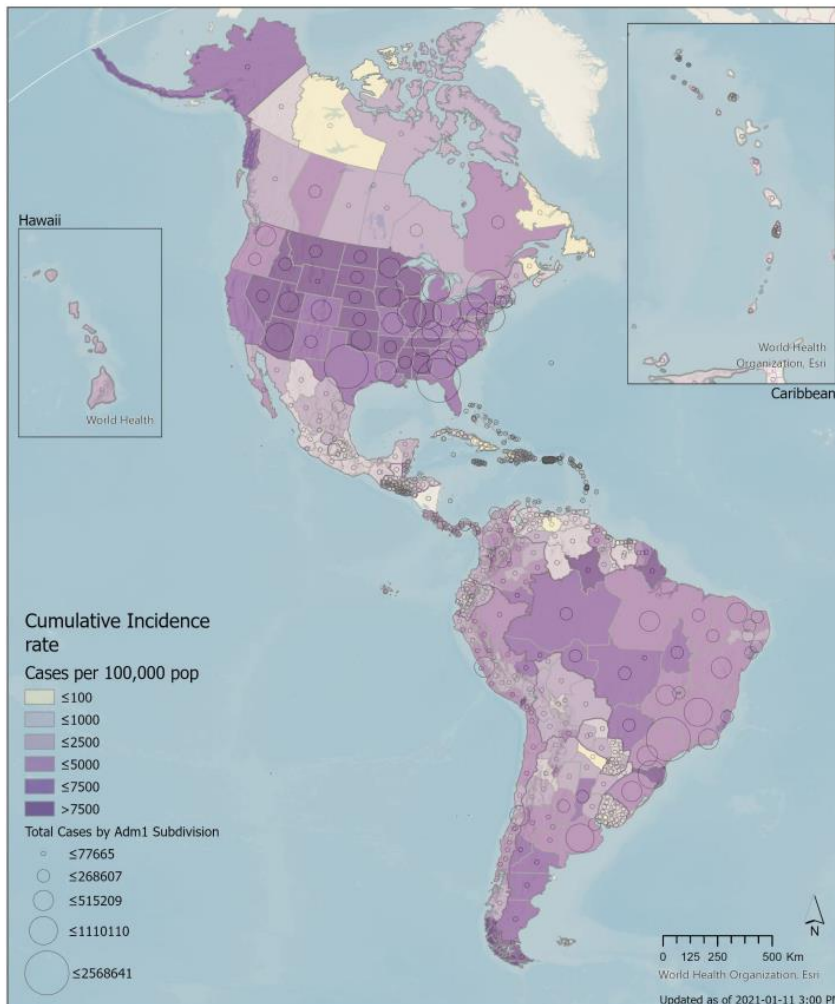 Hawaii
World Health
World Health
Organization, Esri
Caribbean
Cumulative Incidence
rate
Cases per 100,000 pop
≤100
≤1000
≤2500
≤5000
≤7500
>7500
Total Cases by Adm1 Subdivision
≤77665
≤268607
≤515209
≤1110110
≤2568641
N
0 125 250 500 Km
World Health Organization, Esri
Updated as of 2021-01-11 3:00 P